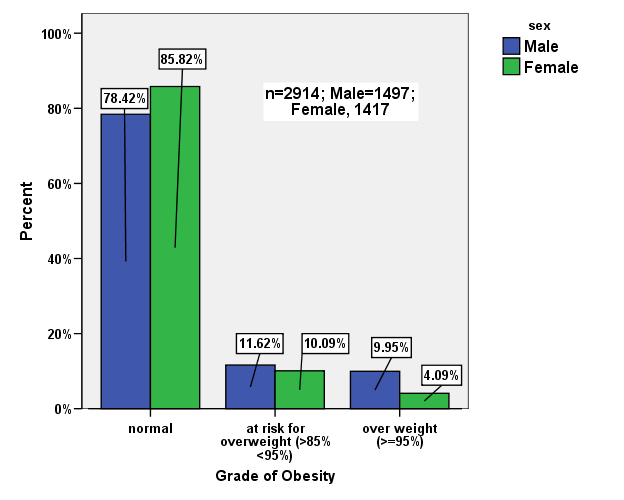 sex
Male
Female
n=2914; Male=1497;
Female, 1417
Percent
100%
80%
60%
40%
20%
0%
78.42%
85.82%
11.62%
10.09%
9.95%
4.09%
normal
at risk for
overweight (>85%
<95%)
over weight
(>=95%)
Grade of Obesity